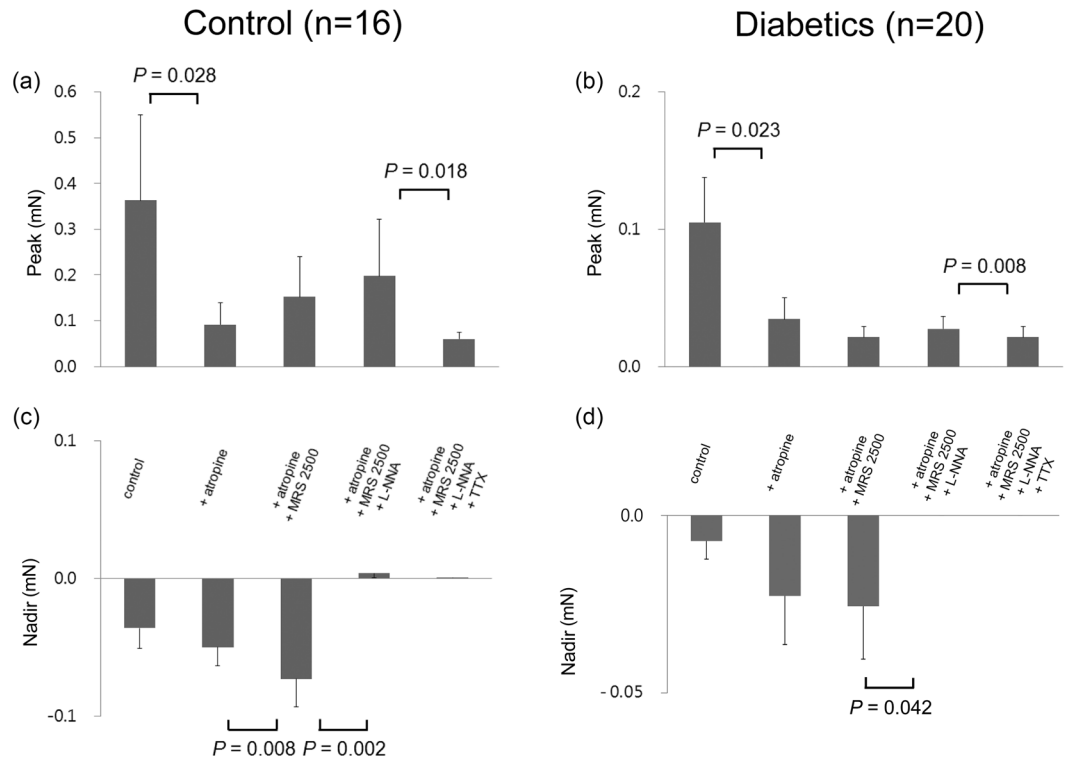 Control (n=16)
Diabetics (n=20)
(a)
P = 0.028
0.6
0.5
0.4
0.3
0.2
0.1
0.0
Peak (mN)
P = 0.018
(b)
0.2
0.1
0.0
Peak (mN)
P = 0.023
P = 0.008
(c)
0.1
0.0
-0.1
Nadir (mN)
control
+ atropine
+ atropine
+ MRS 2500
+ atropine
+ MRS 2500
+ L-NNA
+ atropine
+ MRS 2500
+ L-NNA
+ TTX
P = 0.008
P = 0.002
(d)
0.0
- 0.05
Nadir (mN)
control
+ atropine
+ atropine
+ MRS 2500
+ atropine
+ MRS 2500
+ L-NNA
+ atropine
+ MRS 2500
+ L-NNA
+ TTX
P = 0.042